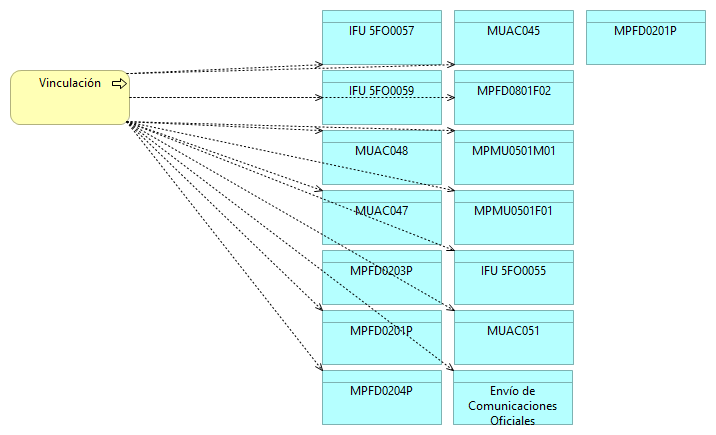 IFU 5FO0057
MUAC045
MPFD0201P
Vinculación
IFU 5FO0059
MPFD0801F02
MUAC048
MPMU0501M01
MUAC047
MPMU0501F01
MPFD0203P
IFU 5FO0055
MPFD0201P
MUAC051
MPFD0204P
Envío de
Comunicaciones
Oficiales